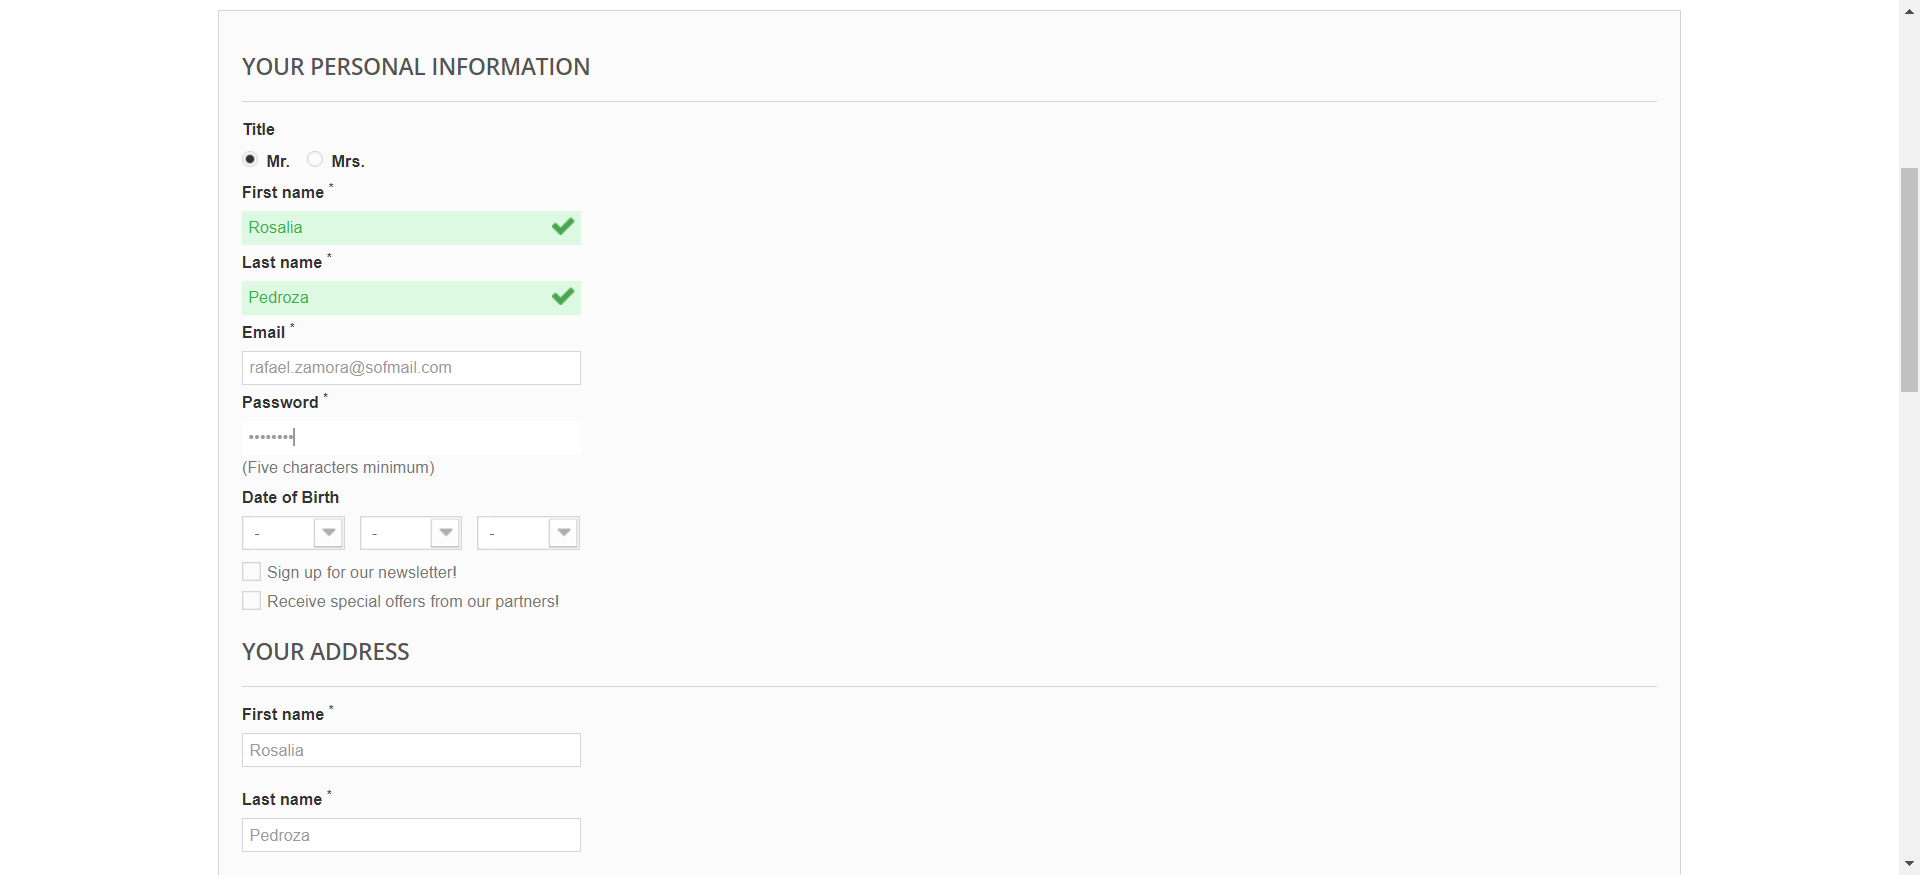 YOUR PERSONAL INFORMATION
Title
Mr. Mrs.
First name *
Rosalia
Last name *
Pedroza
Email *
rafael.zamora@sofmail.com
Password *
••••••••
(Five characters minimum)
Date of Birth
- - -
Sign up for our newsletter!
Receive special offers from our partners!
YOUR ADDRESS
First name *
Rosalia
Last name *
Pedroza